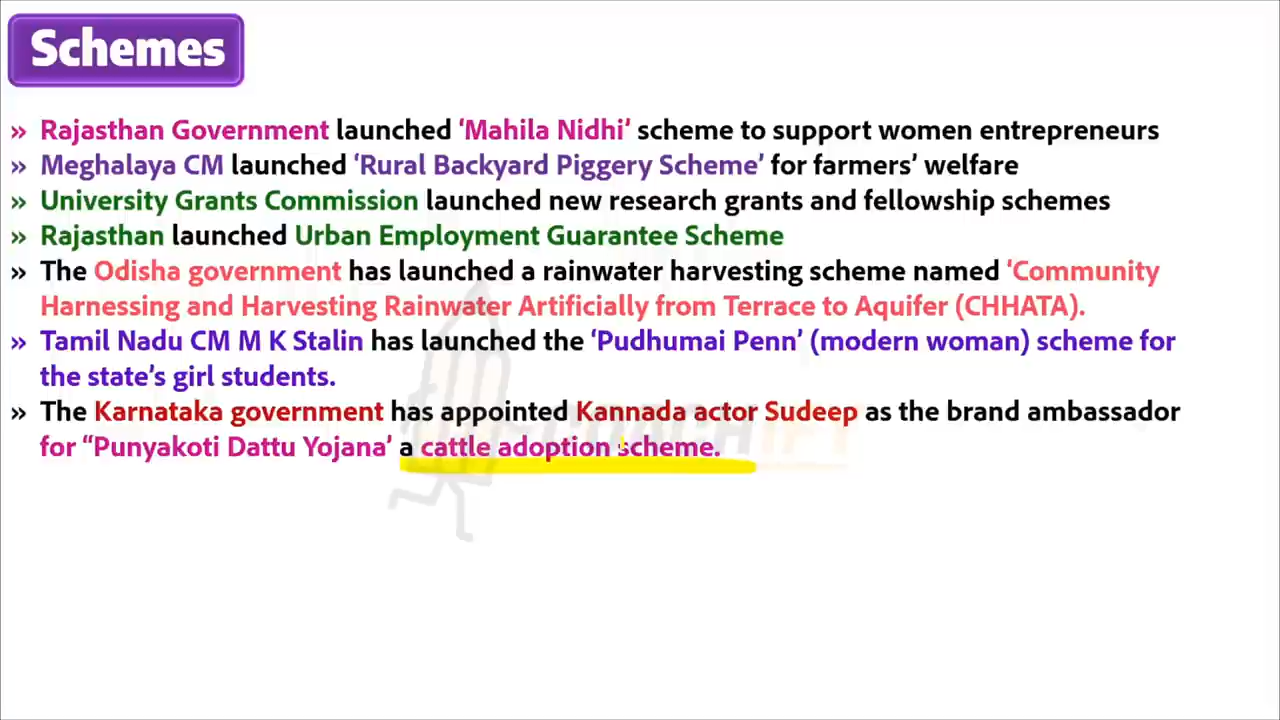 Schemes
» Rajasthan Government launched ‘Mahila Nidhi’ scheme to support women entrepreneurs
» Meghalaya CM launched ‘Rural Backyard Piggery Scheme’ for farmers’ welfare
» University Grants Commission launched new research grants and fellowship schemes
» Rajasthan launched Urban Employment Guarantee Scheme
» The Odisha government has launched a rainwater harvesting scheme named ‘Community
Harnessing and Harvesting Rainwater Artificially from Terrace to Aquifer (CHHATA).
» Tamil Nadu CM M K Stalin has launched the ‘Pudhumai Penn’ (modern woman) scheme for
the state’s girl students.
» The Karnataka government has appointed Kannada actor Sudeep as the brand ambassador
for “Punyakoti Dattu Yojana’ a cattle adoption scheme.